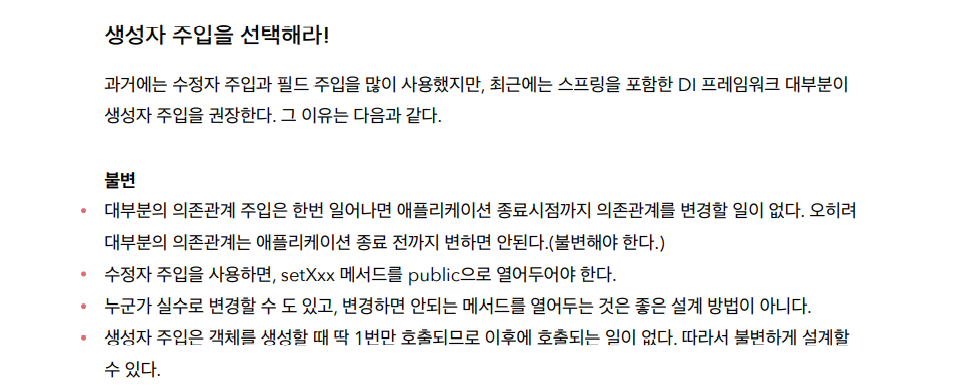 생성자 주입을 선택해라!
과거에는 수정자 주입과 필드 주입을 많이 사용했지만, 최근에는 스프링을 포함한 DI 프레임워크 대부분이
생성자 주입을 권장한다. 그 이유는 다음과 같다.
불변
• 대부분의 의존관계 주입은 한번 일어나면 애플리케이션 종료시점까지 의존관계를 변경할 일이 없다. 오히려
대부분의 의존관계는 애플리케이션 종료 전까지 변하면 안된다.(불변해야 한다.)
• 수정자 주입을 사용하면, setXxx 메서드를 public으로 열어두어야 한다.
• 누군가 실수로 변경할 수 도 있고, 변경하면 안되는 메서드를 열어두는 것은 좋은 설계 방법이 아니다.
• 생성자 주입은 객체를 생성할 때 딱 1번만 호출되므로 이후에 호출되는 일이 없다. 따라서 불변하게 설계할
수 있다.